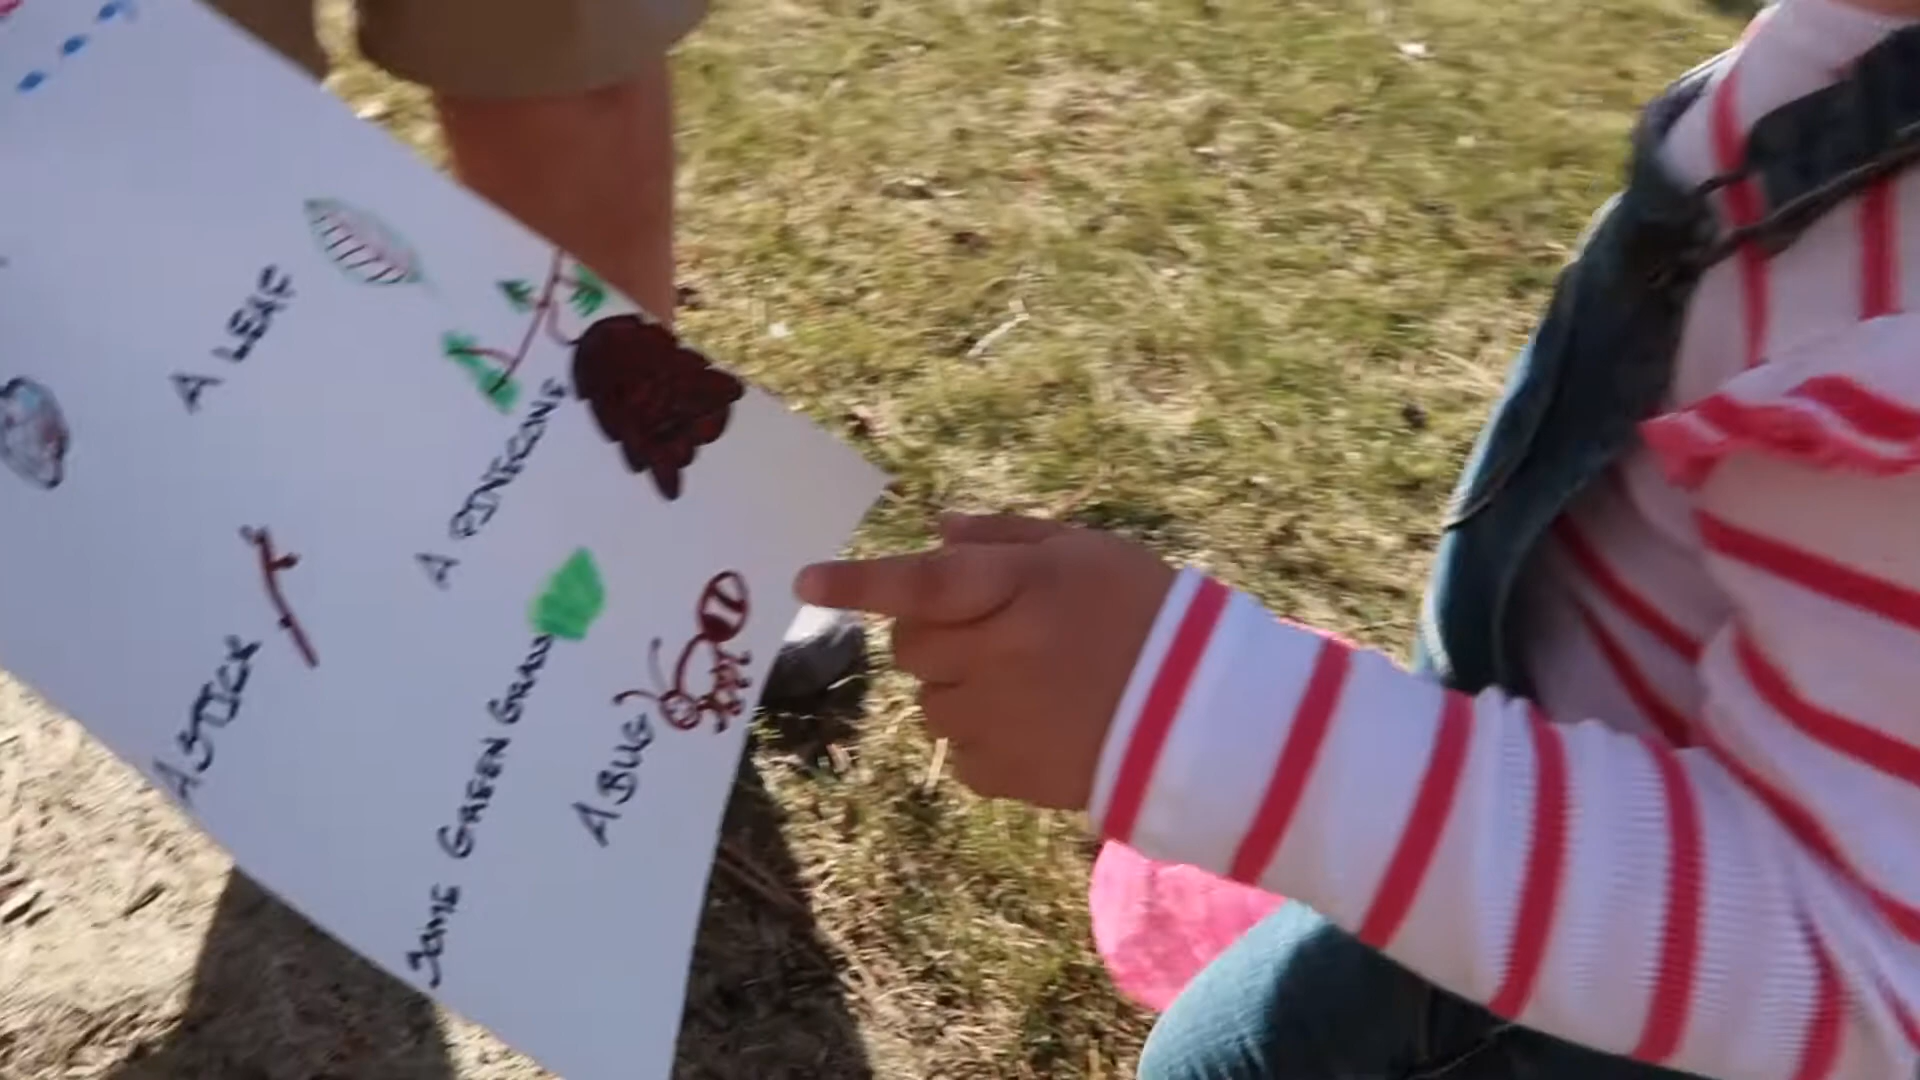 A LEAF
A PINECONE
A STICK
SOME GREEN GRASS
A BUG